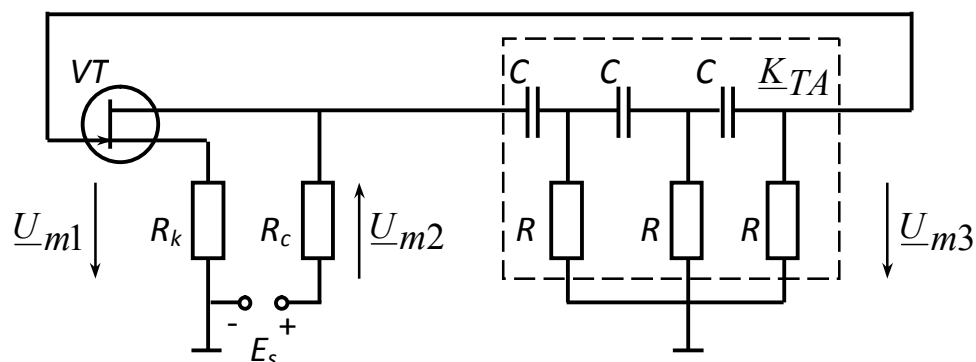 VT
C C C K_TA
U_m1
R_k
R_c
U_m2
R R R
U_m3
- +
E_s